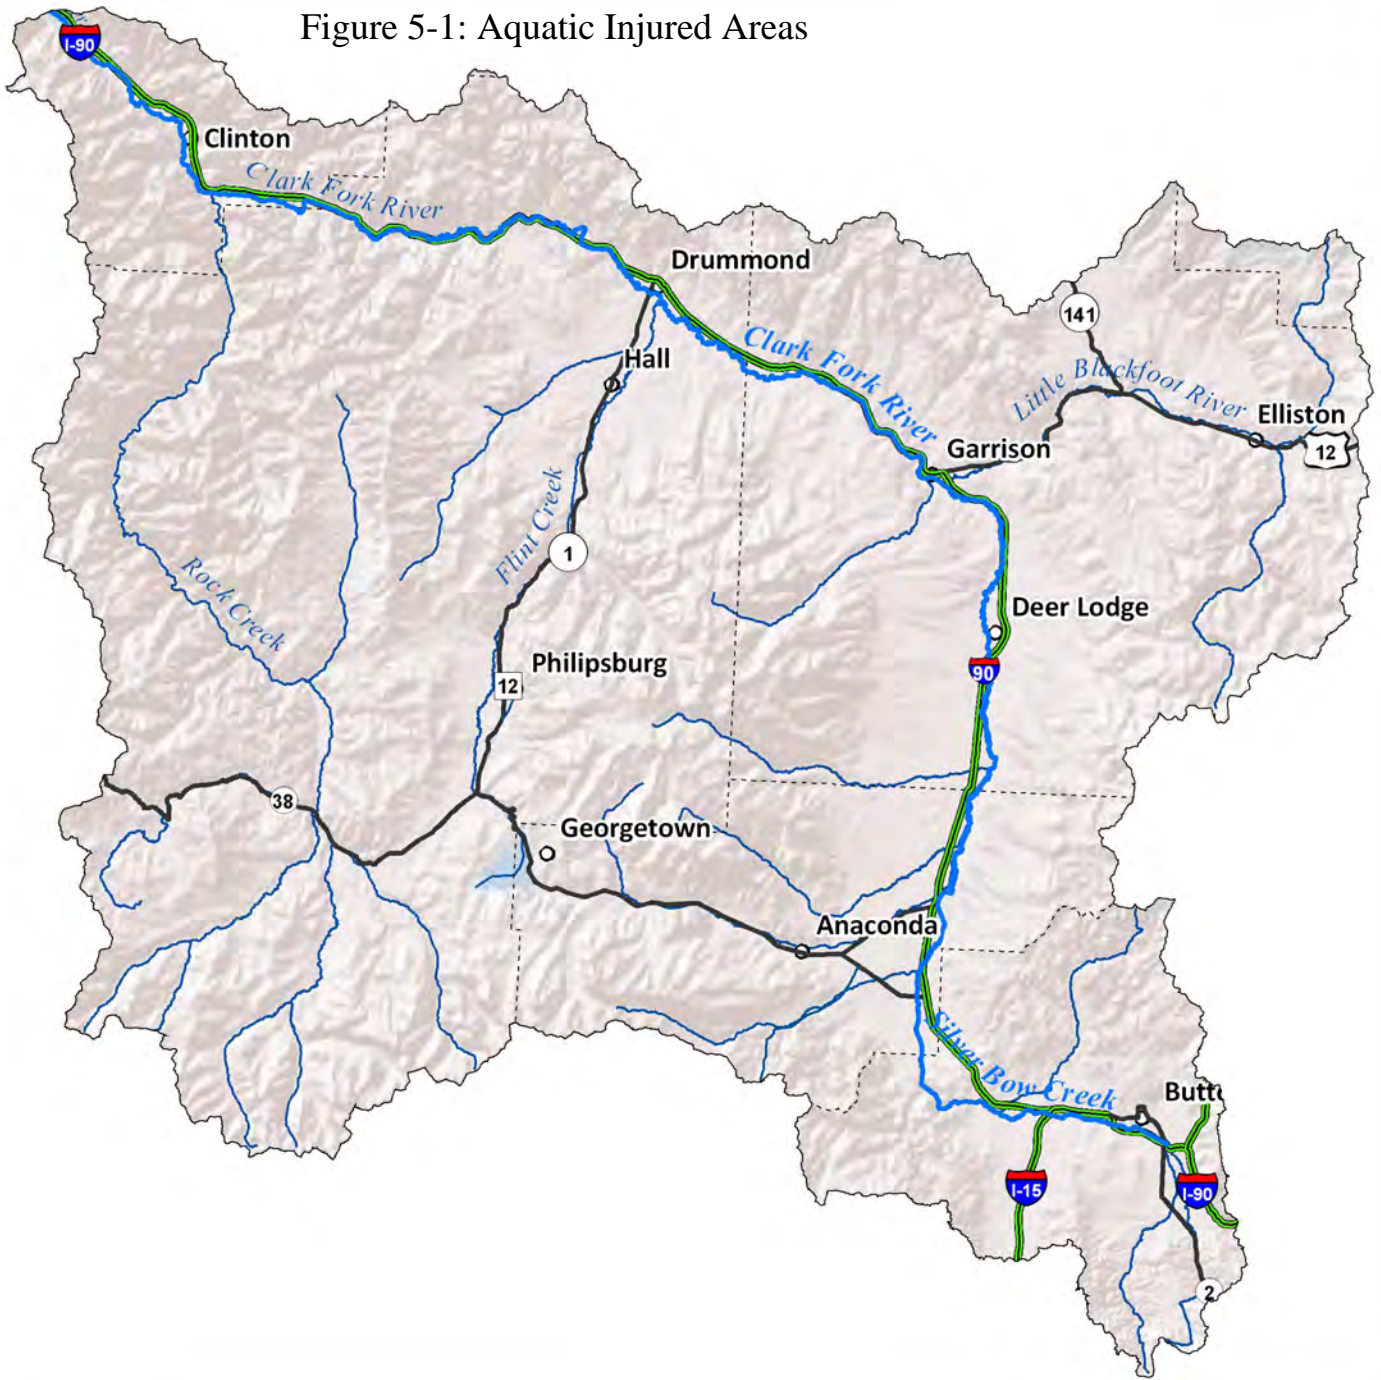 Figure 5-1: Aquatic Injured Areas
I-90
Clinton
Clark Fork River
Drummond
141
Clark Fork River
Hall
Little Blackfoot River
Elliston
12
Garrison
Flint Creek
1
Rock Creek
Deer Lodge
Philipsburg
90
12
38
Georgetown
Anaconda
Silver Bow Creek
Butt
I-15
I-90
2